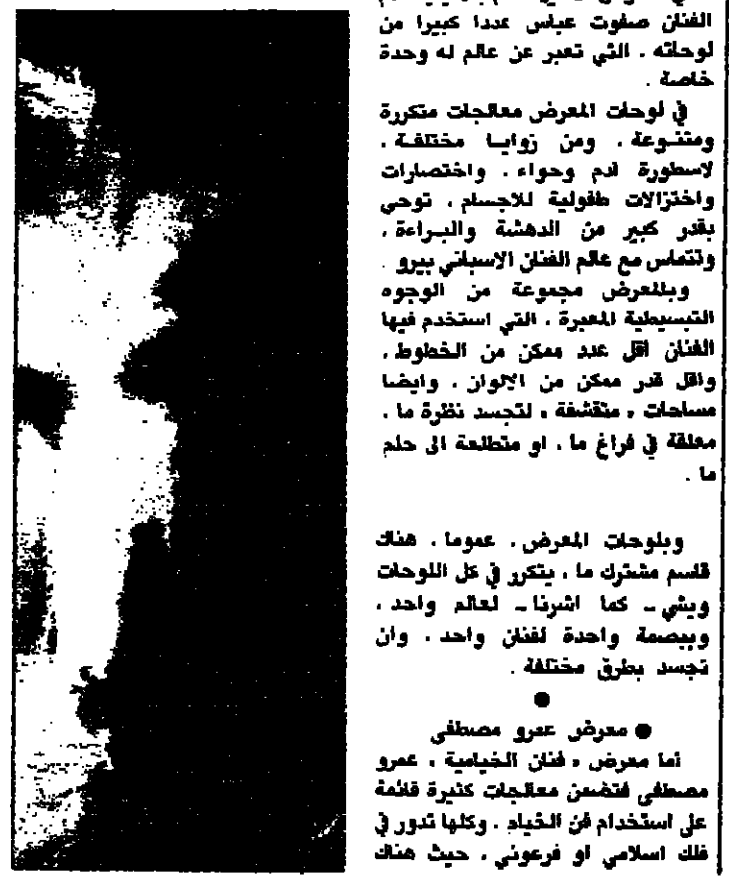 الفنان صفوت عباس عددا كبيرا من
لوحاته ، التي تعبر عن عالم له وحدة
خاصة .
في لوحات المعرض معالجات متكررة
ومتنوعة ، ومن زوايا مختلفة ،
لاسطورة ادم وحواء ، واختصارات
واختزالات طفولية للاجسام ، توحي
بقدر كبير من الدهشة والبراءة ،
وتتماس مع عالم الفنان الاسباني بيرو .
وبالمعرض مجموعة من الوجوه
التبسيطية المعبرة ، التي استخدم فيها
الفنان اقل عدد ممكن من الخطوط ،
واقل قدر ممكن من الالوان ، وايضا
مساحات « متقشفة » لتجسد نظرة ما ،
معلقة في فراغ ما ، او متطلعة الى حلم
ما .
وبلوحات المعرض ، عموما ، هناك
قاسم مشترك ما ، يتكرر في كل اللوحات
ويشي ـ كما اشرنا ـ لعالم واحد ،
وببصمة واحدة لفنان واحد ، وان
تجسد بطرق مختلفة .
●
● معرض عمرو مصطفى
أما معرض « فنان الخيامية » عمرو
مصطفى فتضمن معالجات كثيرة قائمة
على استخدام فن الخيام ، وكلها تدور في
فلك اسلامي او فرعوني ، حيث هناك